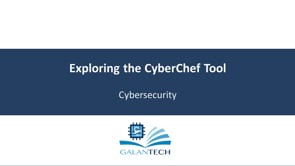 Exploring the CyberChef Tool
Cybersecurity
GALANTECH